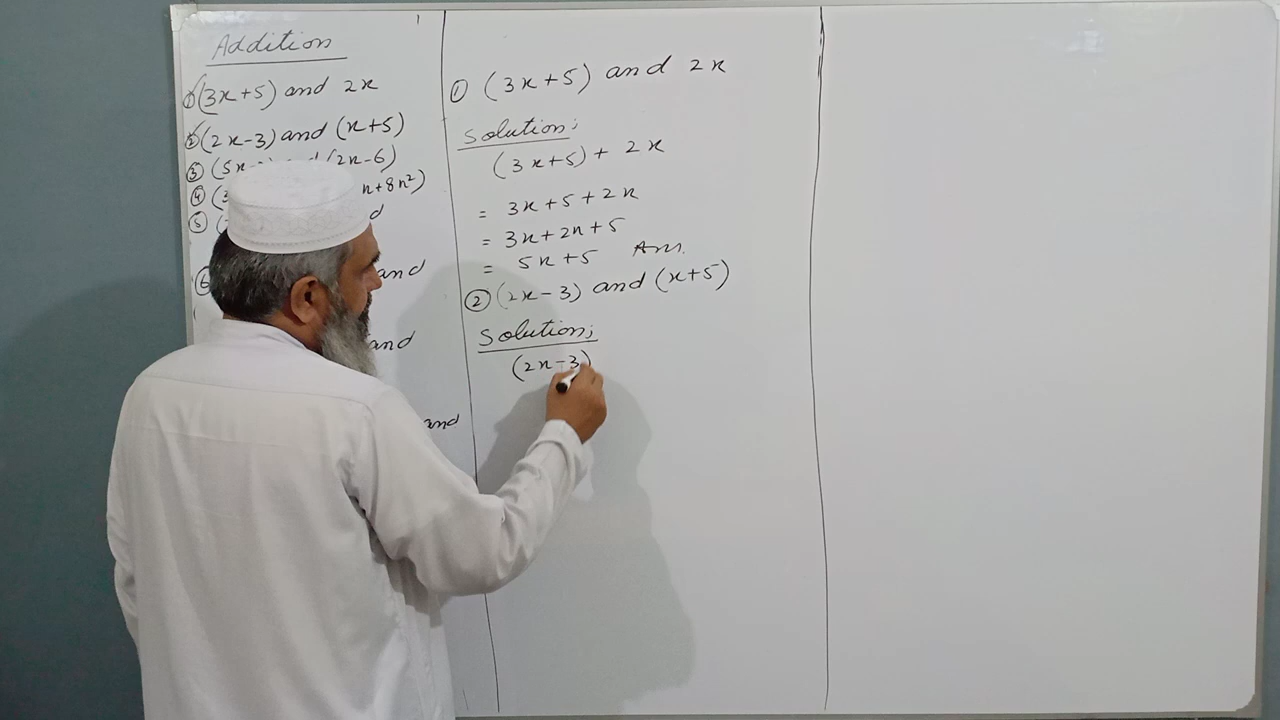 Addition
① (3x+5) and 2x
② (2x-3) and (x+5)
③ (5x- (2x-6)
④ (3 x+8x²)
⑤ (
⑥ and
and
and
① (3x+5) and 2x
Solution;
(3x+5) + 2x
= 3x+5+2x
= 3x+2x+5
= 5x+5 Ans.
② (2x-3) and (x+5)
Solution;
(2x-3)